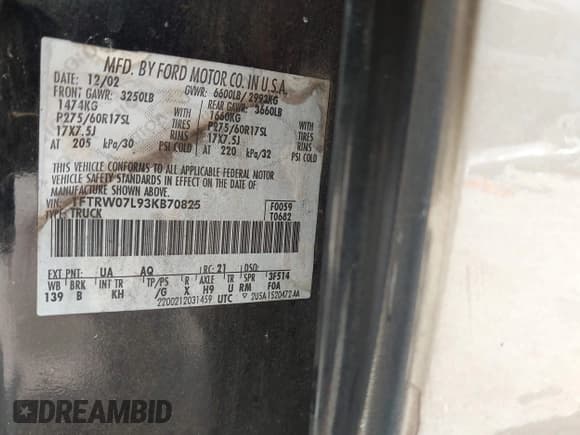 MFD. BY FORD MOTOR CO. IN U.S.A.
DATE: 12/02 GVWR: 6600LB/ 2993KG
FRONT GAWR: 3250LB REAR GAWR: 3660LB
1474KG 1660KG
P275/60R17SL WITH TIRES P275/60R17SL WITH TIRES
17X7.5J RIMS 17X7.5J RIMS
AT 205 kPa/30 PSI COLD AT 220 kPa/32 PSI COLD
THIS VEHICLE CONFORMS TO ALL APPLICABLE FEDERAL MOTOR
VEHICLE SAFETY STANDARDS IN EFFECT ON THE DATE OF
MANUFACTURE SHOWN ABOVE.
VIN: 1FTRW07L93KB70825 F0059
TYPE: TRUCK T0682
EXT PNT: UA AQ RC: 21 DSO:
WB BRK INT TR TP/PS R AXLE TR SPR 3F514
139 B KH /G X H9 U RM FOA
2200212031459 UTC 2U5A 1520472 AA
DREAMBID